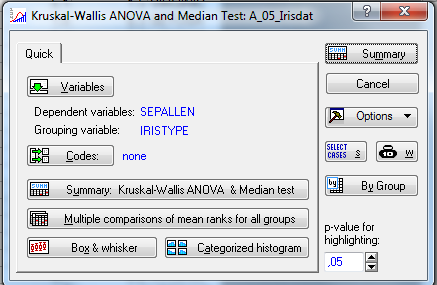 Kruskal-Wallis ANOVA and Median Test: A_05_Irisdat
?
Quick
Variables
Dependent variables: SEPALLEN
Grouping variable: IRISTYPE
Codes: none
Summary: Kruskal-Wallis ANOVA & Median test
Multiple comparisons of mean ranks for all groups
Box & whisker
Categorized histogram
Summary
Cancel
Options
SELECT CASES S
W
By Group
p-value for
highlighting:
,05